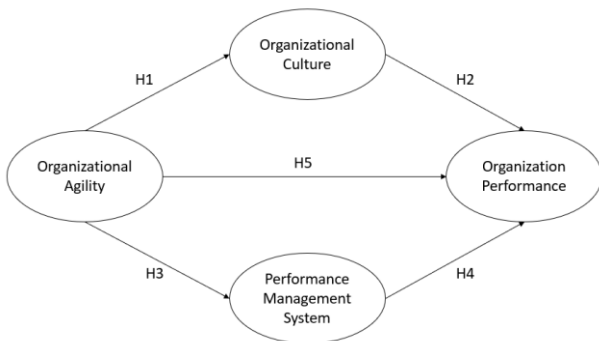 Organizational
Culture
H1
H2
Organizational
Agility
H5
Organization
Performance
H3
H4
Performance
Management
System